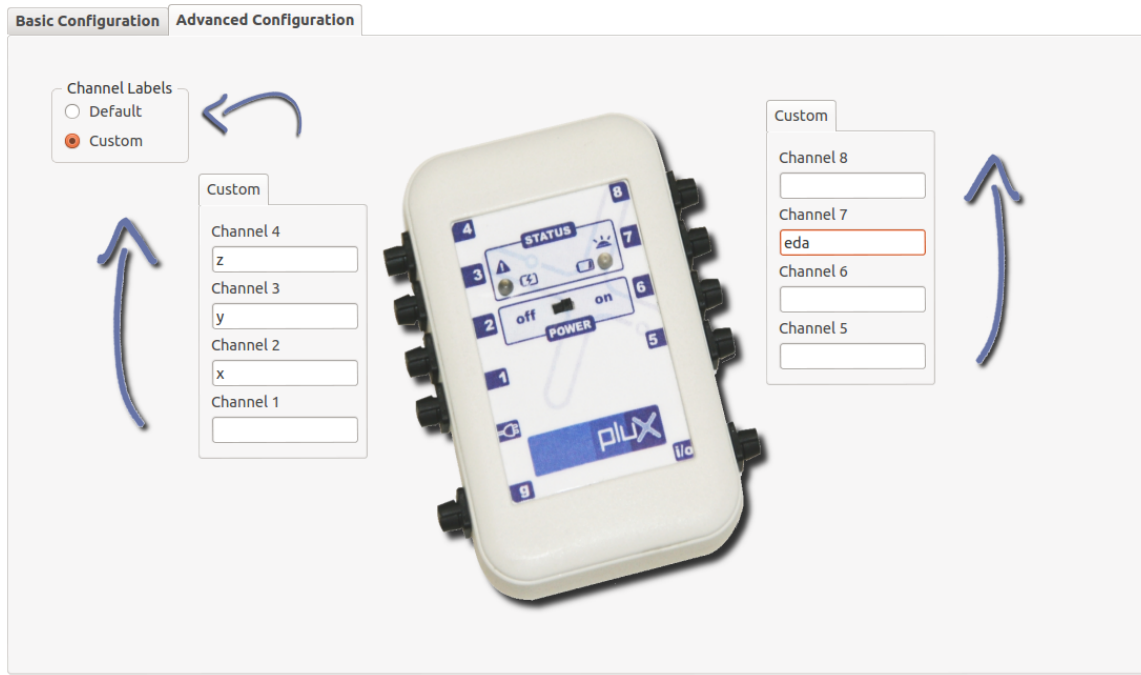 Basic Configuration
Advanced Configuration
Channel Labels
Default
Custom
Custom
Channel 4
z
Channel 3
y
Channel 2
x
Channel 1
Custom
Channel 8
Channel 7
eda
Channel 6
Channel 5
4
8
STATUS
7
3
6
off
on
2
POWER
5
1
plux
i/o
g